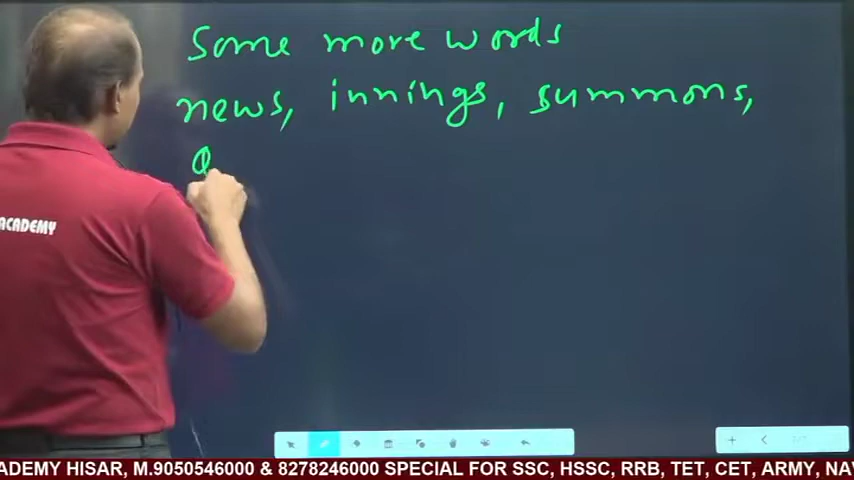 Some more words
news, innings, summons,
a
ACADEMY
ADEMY HISAR, M.9050546000 & 8278246000 SPECIAL FOR SSC, HSSC, RRB, TET, CET, ARMY, NA